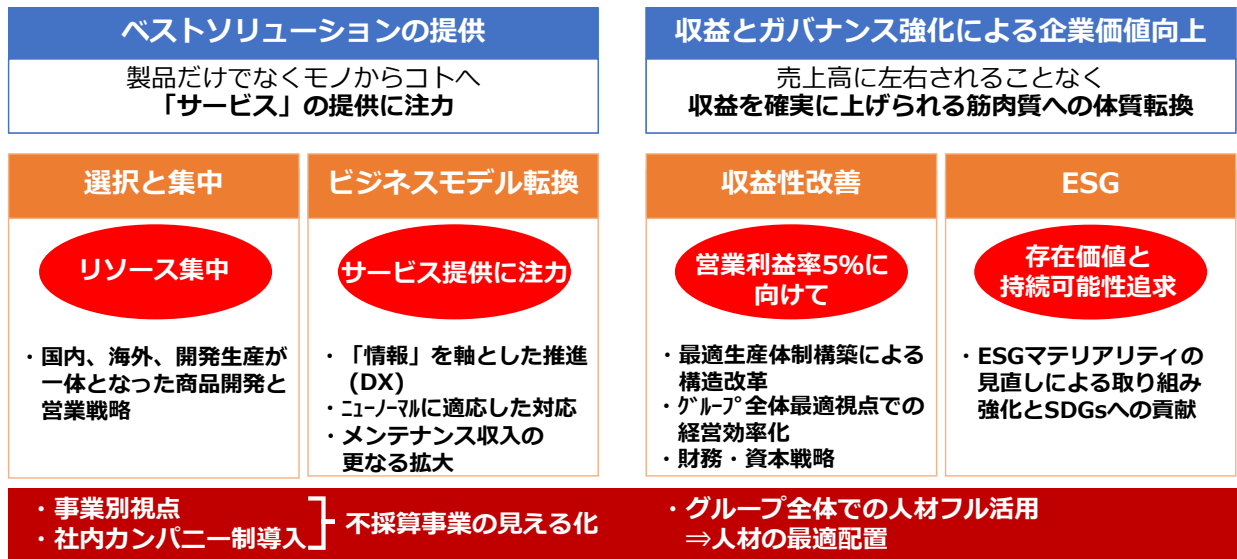 ベストソリューションの提供
製品だけでなくモノからコトへ
「サービス」の提供に注力
収益とガバナンス強化による企業価値向上
売上高に左右されることなく
収益を確実に上げられる筋肉質への体質転換
選択と集中
リソース集中
・国内、海外、開発生産が
一体となった商品開発と
営業戦略
ビジネスモデル転換
サービス提供に注力
・「情報」を軸とした推進
(DX)
・ﾆｭｰﾉｰﾏﾙに適応した対応
・メンテナンス収入の
更なる拡大
収益性改善
営業利益率5%に
向けて
・最適生産体制構築による
構造改革
・ｸﾞﾙｰﾌﾟ全体最適視点での
経営効率化
・財務・資本戦略
ESG
存在価値と
持続可能性追求
・ESGマテリアリティの
見直しによる取り組み
強化とSDGsへの貢献
・事業別視点
・社内カンパニー制導入
不採算事業の見える化
・グループ全体での人材フル活用
⇒人材の最適配置